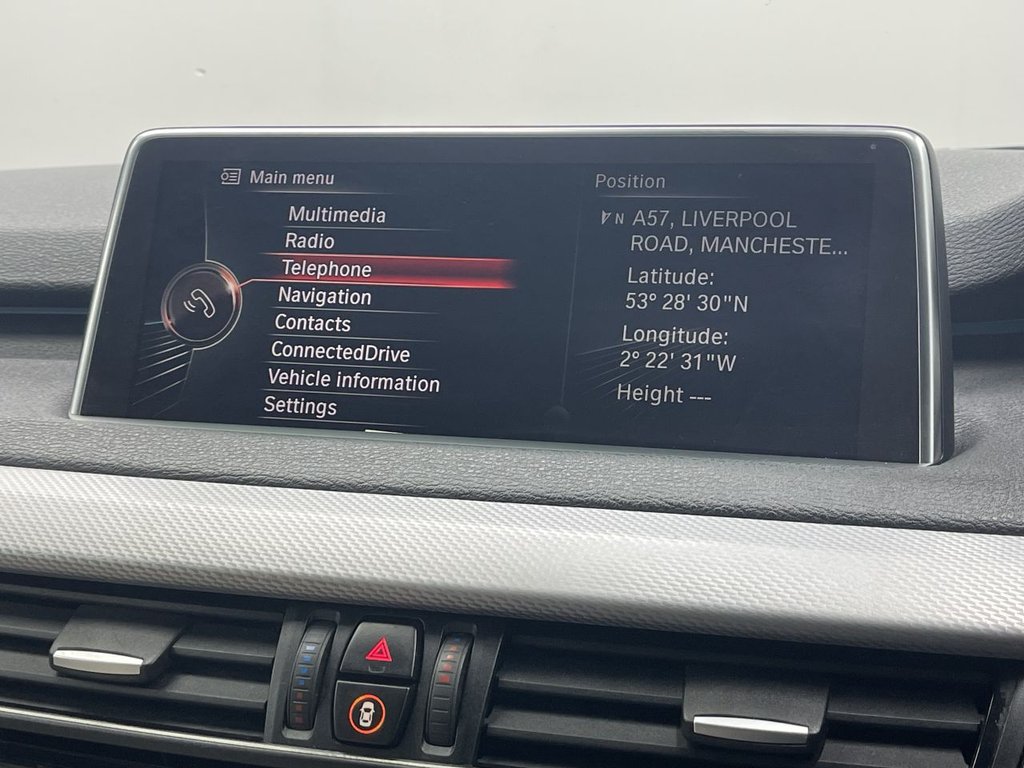 Main menu
Multimedia
Radio
Telephone
Navigation
Contacts
ConnectedDrive
Vehicle information
Settings
Position
N A57, LIVERPOOL
ROAD, MANCHESTE...
Latitude:
53° 28' 30"N
Longitude:
2° 22' 31"W
Height ---